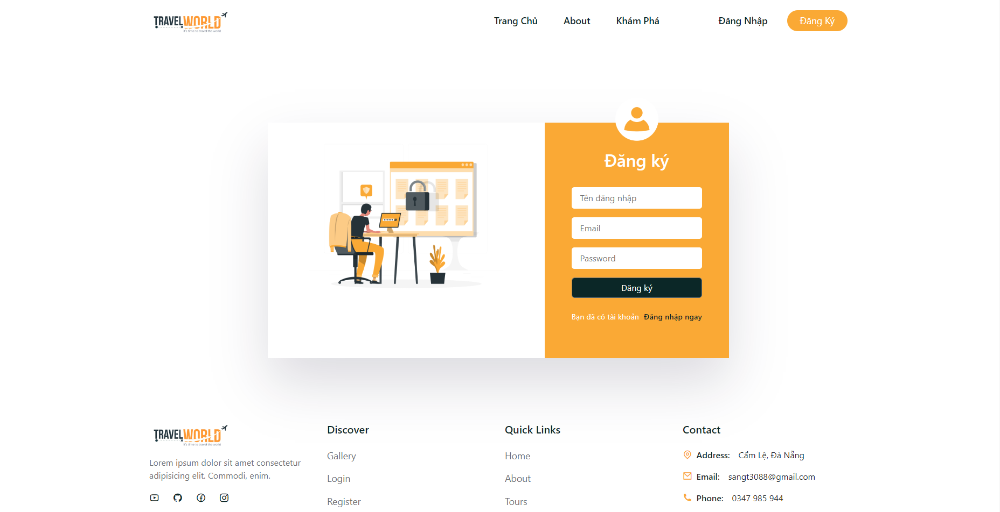 TRAVELWORLD
it's time to travel the world
Trang Chủ
About
Khám Phá
Đăng Nhập
Đăng Ký
Đăng ký
Tên đăng nhập
Email
Password
Đăng ký
Bạn đã có tài khoản Đăng nhập ngay
TRAVELWORLD
it's time to travel the world
Lorem ipsum dolor sit amet consectetur
adipisicing elit. Commodi, enim.
Discover
Gallery
Login
Register
Quick Links
Home
About
Tours
Contact
Address: Cẩm Lệ, Đà Nẵng
Email: sangt3088@gmail.com
Phone: 0347 985 944